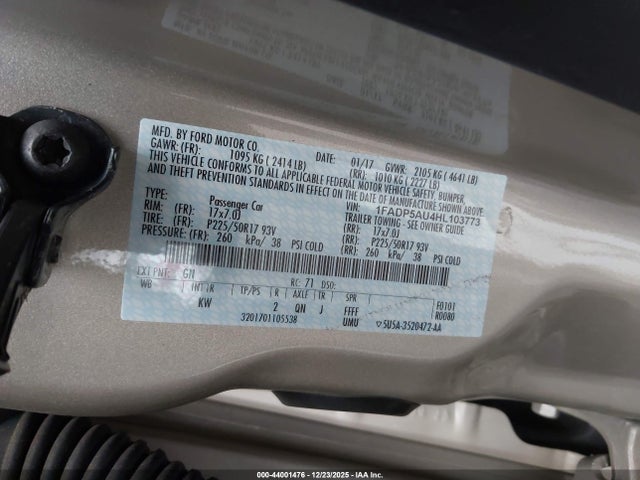 MFD. BY FORD MOTOR CO.
DATE: 01/17 GVWR: 2105 KG ( 4641 LB)
GAWR: (FR): 1095 KG ( 2414 LB) (RR): 1010 KG ( 2227 LB)
THIS VEHICLE CONFORMS TO ALL APPLICABLE FEDERAL MOTOR VEHICLE SAFETY, BUMPER,
AND THEFT PREVENTION STANDARDS IN EFFECT ON THE DATE OF MANUFACTURE SHOWN ABOVE.
VIN: 1FADP5AU4HL103773
TYPE: Passenger Car TRAILER TOWING - SEE OWNER GUIDE
RIM: (FR) 17x7.0J (RR): 17x7.0J
TIRE: (FR) P225/50R17 93V (RR): P225/50R17 93V
PRESSURE: (FR): 260 kPa/ 38 PSI COLD (RR): 260 kPa/ 38 PSI COLD
EXT PNT: GN RC: 71 DSO:
WB INT TR TP/PS R AXLE TR SPR F0101
KW 2 QN J FFFF R0080
3201701105538 UMU 5U5A-3520472-AA
000-44001476 - 12/23/2025 - IAAC